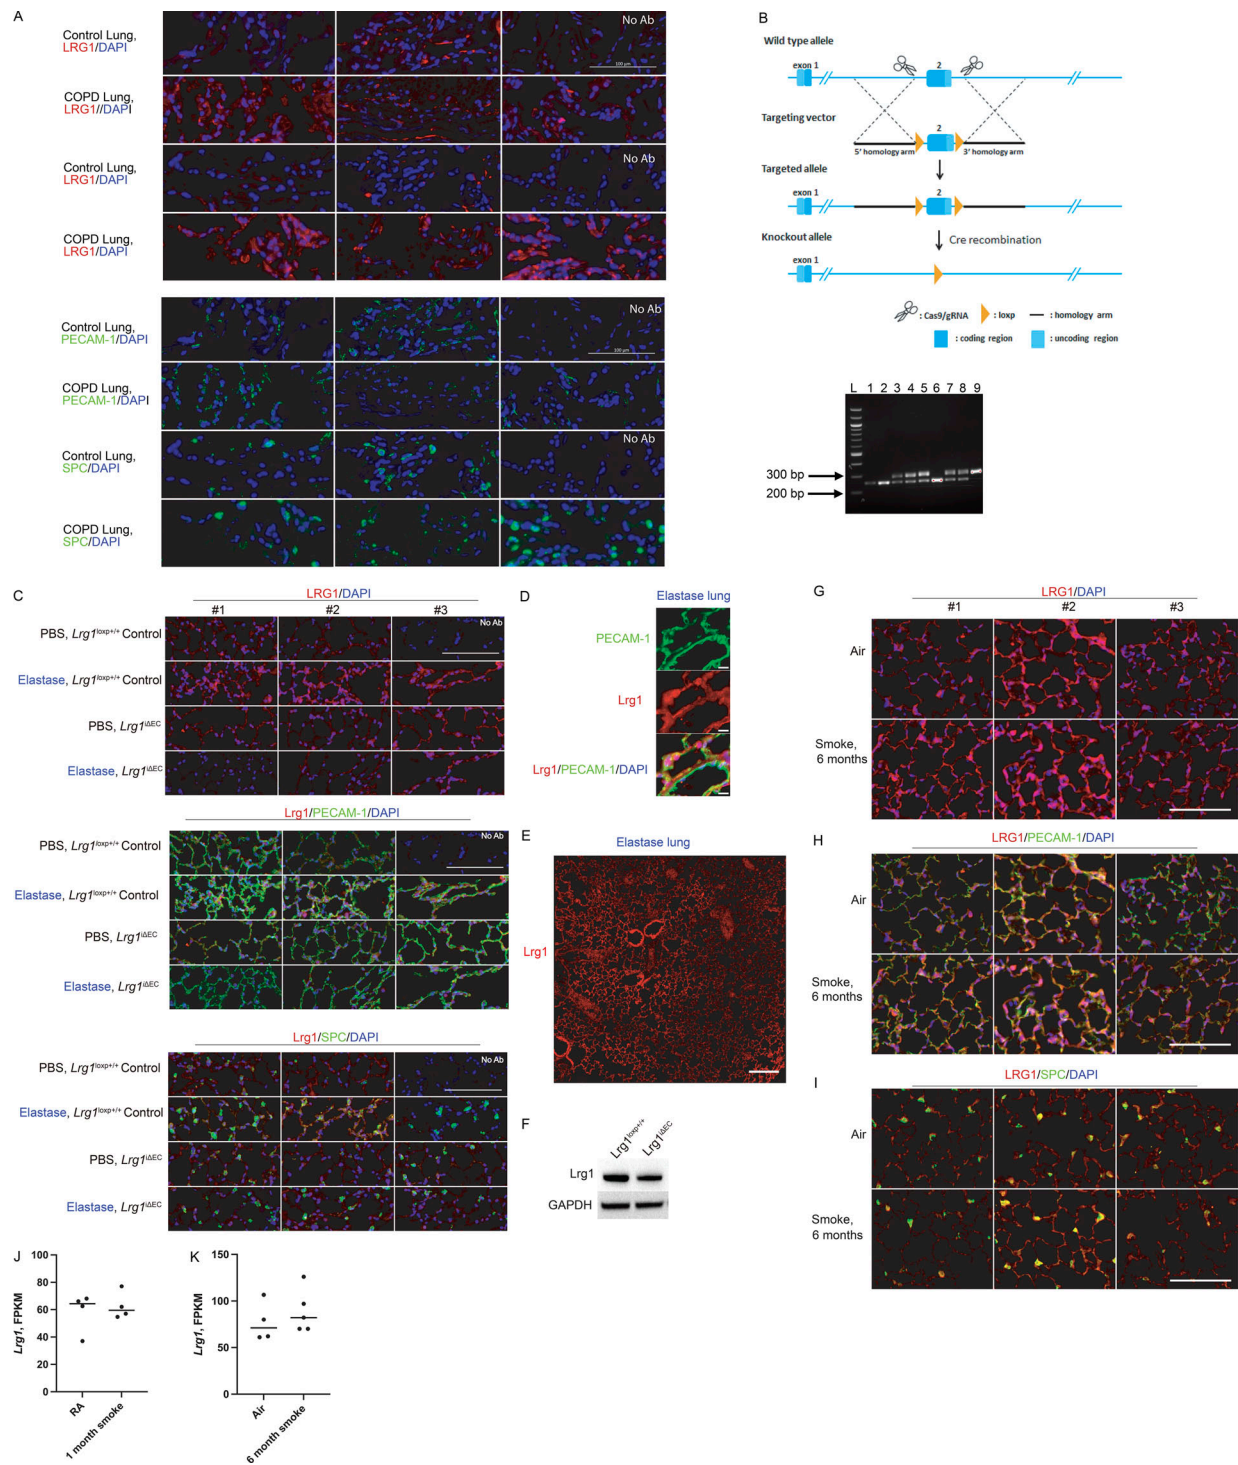 A
Control Lung,
LRG1/DAPI
No Ab
100 µm
COPD Lung,
LRG1//DAPI
Control Lung,
LRG1/DAPI
No Ab
COPD Lung,
LRG1/DAPI
Control Lung,
PECAM-1/DAPI
No Ab
100 µm
COPD Lung,
PECAM-1/DAPI
Control Lung,
SPC/DAPI
No Ab
COPD Lung,
SPC/DAPI
B
Wild type allele
exon 1
2
Targeting vector
2
5' homology arm
3' homology arm
Targeted allele
exon 1
2
Knockout allele
Cre recombination
exon 1
: Cas9/gRNA
: loxp
: homology arm
: coding region
: uncoding region
L 1 2 3 4 5 6 7 8 9
300 bp
200 bp
C
LRG1/DAPI
#1 #2 #3
PBS, Lrg1loxp+/+ Control
No Ab
Elastase, Lrg1loxp+/+ Control
PBS, Lrg1iΔEC
Elastase, Lrg1iΔEC
Lrg1/PECAM-1/DAPI
PBS, Lrg1loxp+/+ Control
No Ab
Elastase, Lrg1loxp+/+ Control
PBS, Lrg1iΔEC
Elastase, Lrg1iΔEC
Lrg1/SPC/DAPI
PBS, Lrg1loxp+/+ Control
No Ab
Elastase, Lrg1loxp+/+ Control
PBS, Lrg1iΔEC
Elastase, Lrg1iΔEC
D
Elastase lung
PECAM-1
Lrg1
Lrg1/PECAM-1/DAPI
E
Elastase lung
Lrg1
F
Lrg1loxp+/+
Lrg1iΔEC
Lrg1
GAPDH
G
LRG1/DAPI
#1 #2 #3
Air
Smoke,
6 months
H
LRG1/PECAM-1/DAPI
Air
Smoke,
6 months
I
LRG1/SPC/DAPI
Air
Smoke,
6 months
J
Lrg1, FPKM
100
80
60
40
20
0
RA
1 month smoke
K
Lrg1, FPKM
150
100
50
0
Air
6 month smoke